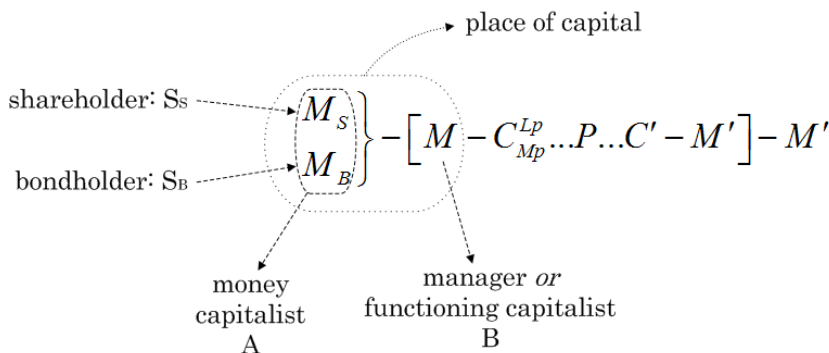 place of capital
shareholder: Ss
M_S
} – [ M – C^{Lp}_{Mp} ...P...C′ – M′ ] – M′
bondholder: SB
M_B
money
capitalist
A
manager or
functioning capitalist
B